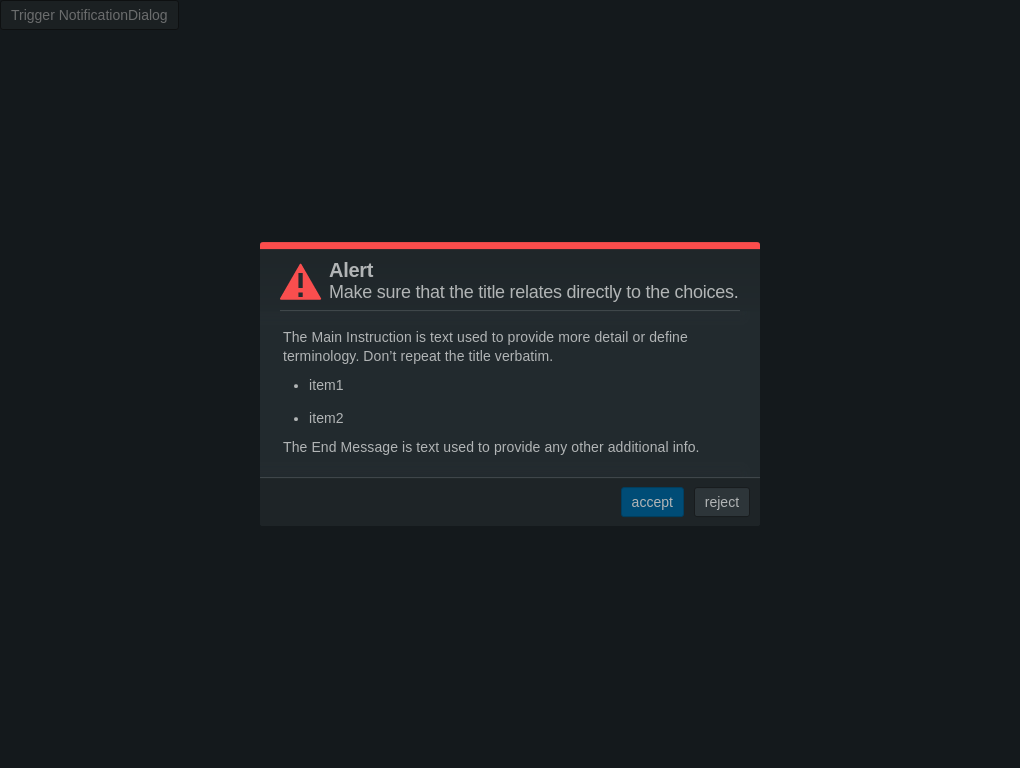 Trigger NotificationDialog
Alert
Make sure that the title relates directly to the choices.
The Main Instruction is text used to provide more detail or define
terminology. Don’t repeat the title verbatim.
• item1
• item2
The End Message is text used to provide any other additional info.
accept
reject